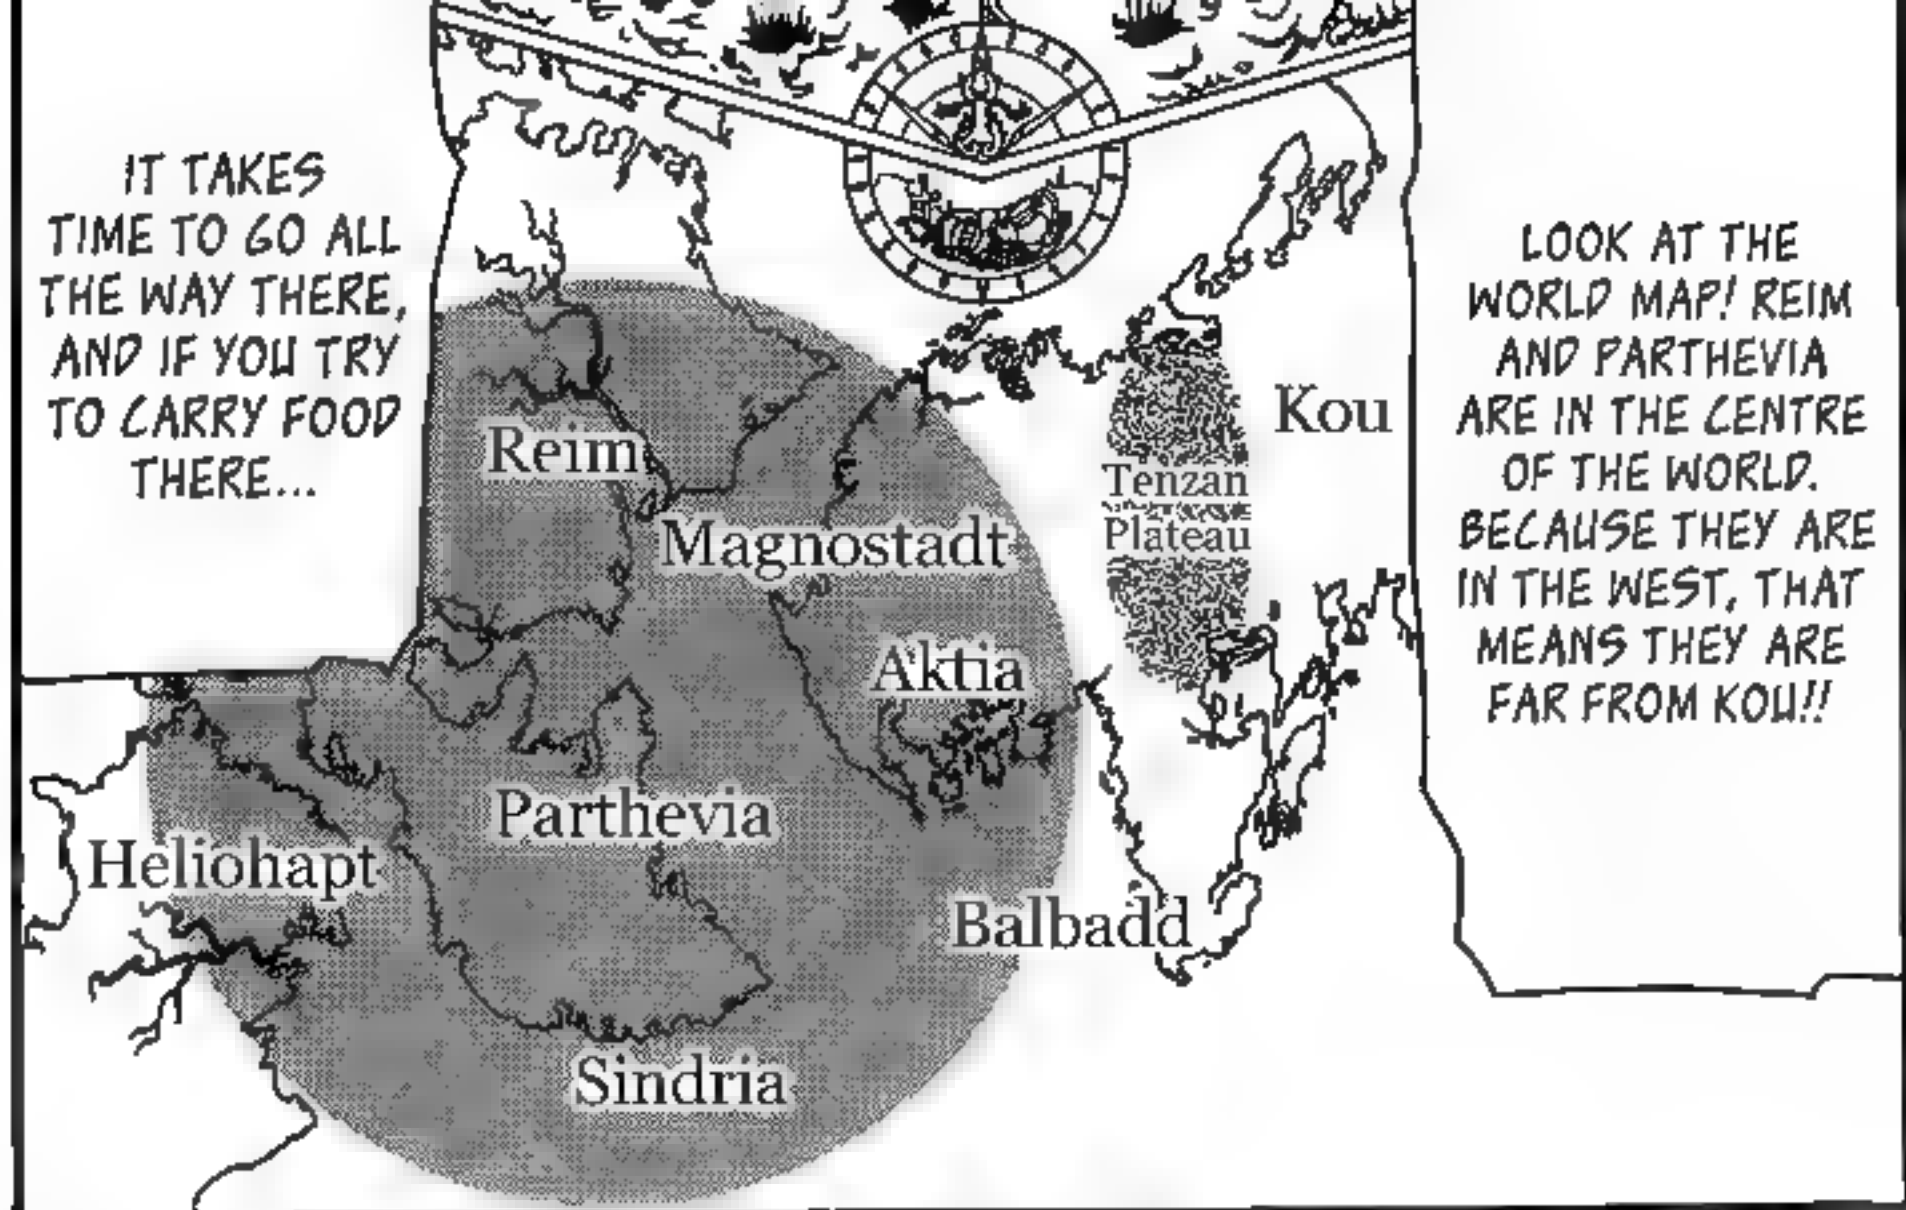 LOOK AT THE
WORLD MAP! REIM
AND PARTHEVIA
ARE IN THE CENTRE
OF THE WORLD.
BECAUSE THEY ARE
IN THE WEST, THAT
MEANS THEY ARE
FAR FROM KOU!!
IT TAKES
TIME TO GO ALL
THE WAY THERE,
AND IF YOU TRY
TO CARRY FOOD
THERE...
Kou
Reim
Tenzan
Plateau
Magnostadt
Aktia
Parthevia
Heliohapt
Balbadd
Sindria